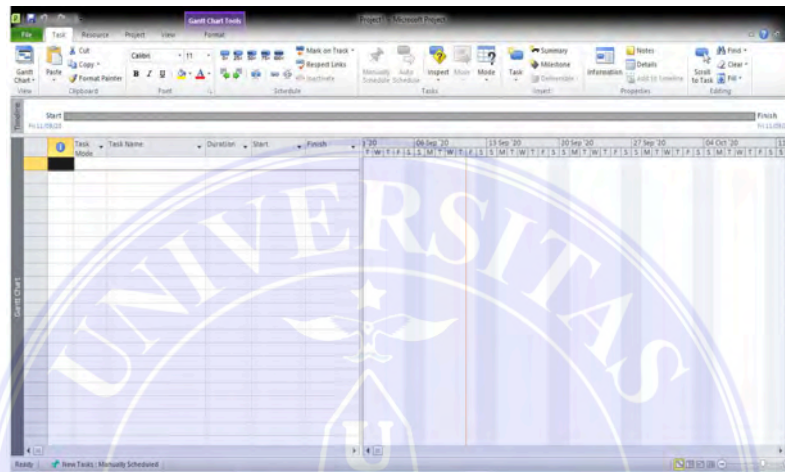 Gantt Chart Tools
Project1 - Microsoft Project
File Task Resource Project View Format
Gantt Chart
View
Paste
Cut
Copy
Format Painter
Clipboard
Calibri 11
B I U
Font
Mark on Track
Respect Links
Inactivate
Schedule
Manually Schedule
Auto Schedule
Inspect
Move
Mode
Tasks
Task
Summary
Milestone
Deliverable
Insert
Information
Notes
Details
Add to Timeline
Properties
Scroll to Task
Find
Clear
Fill
Editing
Timeline
Start
Finish
Task Mode Task Name Duration Start Finish
'20 06 Sep '20 13 Sep '20 20 Sep '20 27 Sep '20 04 Oct '20 11
T W T F S S M T W T F S S M T W T F S S M T W T F S S M T W T F S S M T W T F S S
Gantt Chart
UNIVERSITAS
U
Ready New Tasks : Manually Scheduled